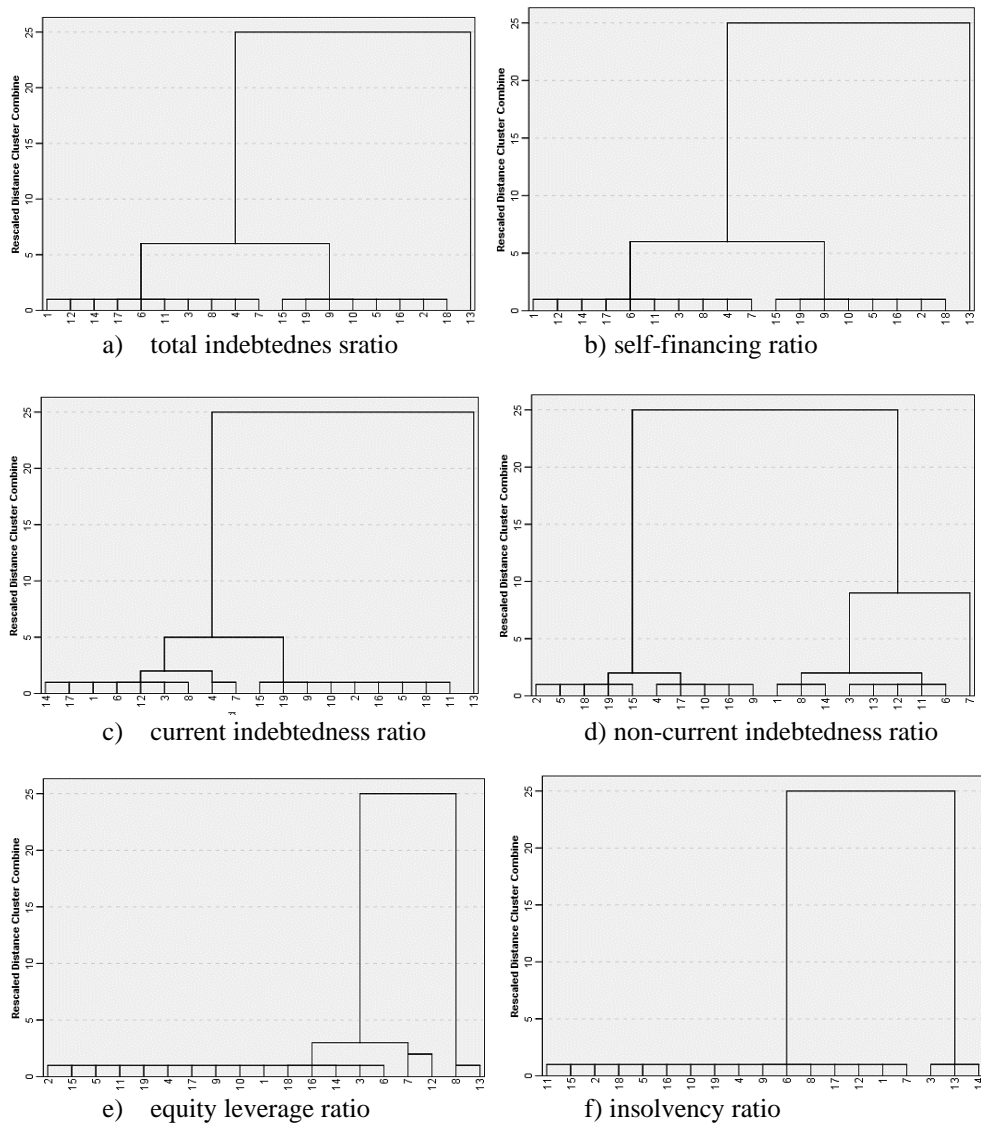 Rescaled Distance Cluster Combine
25
20
15
10
5
0
1 12 14 17 6 11 3 8 4 7 15 19 9 10 5 16 2 18 13
a) total indebtednes sratio
Rescaled Distance Cluster Combine
25
20
15
10
5
0
1 12 14 17 6 11 3 8 4 7 15 19 9 10 5 16 2 18 13
b) self-financing ratio
Rescaled Distance Cluster Combine
25
20
15
10
5
0
14 17 1 6 12 3 8 4 7 15 19 9 10 2 16 5 18 11 13
c) current indebtedness ratio
Rescaled Distance Cluster Combine
25
20
15
10
5
0
2 5 18 19 15 4 17 10 16 9 1 8 14 3 13 12 11 6 7
d) non-current indebtedness ratio
Rescaled Distance Cluster Combine
25
20
15
10
5
0
2 15 5 11 19 4 17 9 10 1 18 16 14 3 6 7 12 8 13
e) equity leverage ratio
Rescaled Distance Cluster Combine
25
20
15
10
5
0
11 15 2 18 5 16 10 19 4 9 6 8 17 12 1 7 3 13 14
f) insolvency ratio